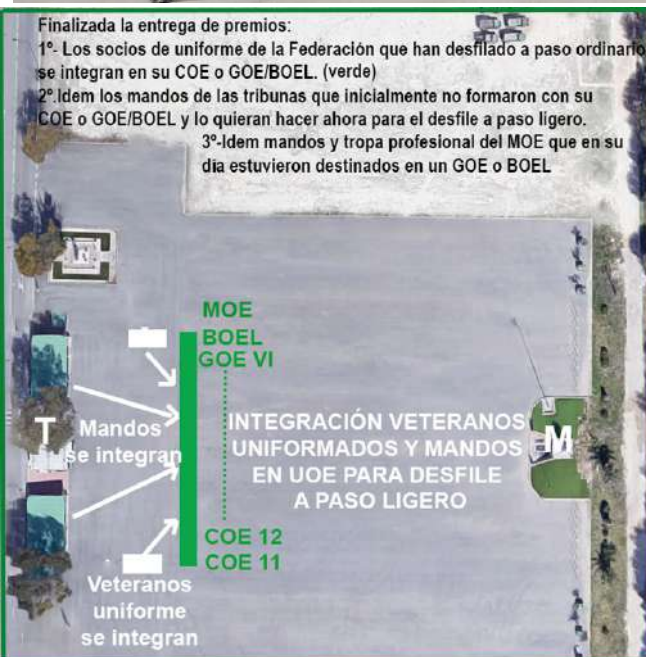 Finalizada la entrega de premios:
1º- Los socios de uniforme de la Federación que han desfilado a paso ordinario
se integran en su COE o GOE/BOEL. (verde)
2º.Idem los mandos de las tribunas que inicialmente no formaron con su
COE o GOE/BOEL y lo quieran hacer ahora para el desfile a paso ligero.
3º-Idem mandos y tropa profesional del MOE que en su
día estuvieron destinados en un GOE o BOEL
MOE
BOEL
GOE VI
T
Mandos
se integran
INTEGRACIÓN VETERANOS
UNIFORMADOS Y MANDOS
EN UOE PARA DESFILE
A PASO LIGERO
M
COE 12
COE 11
Veteranos
uniforme
se integran